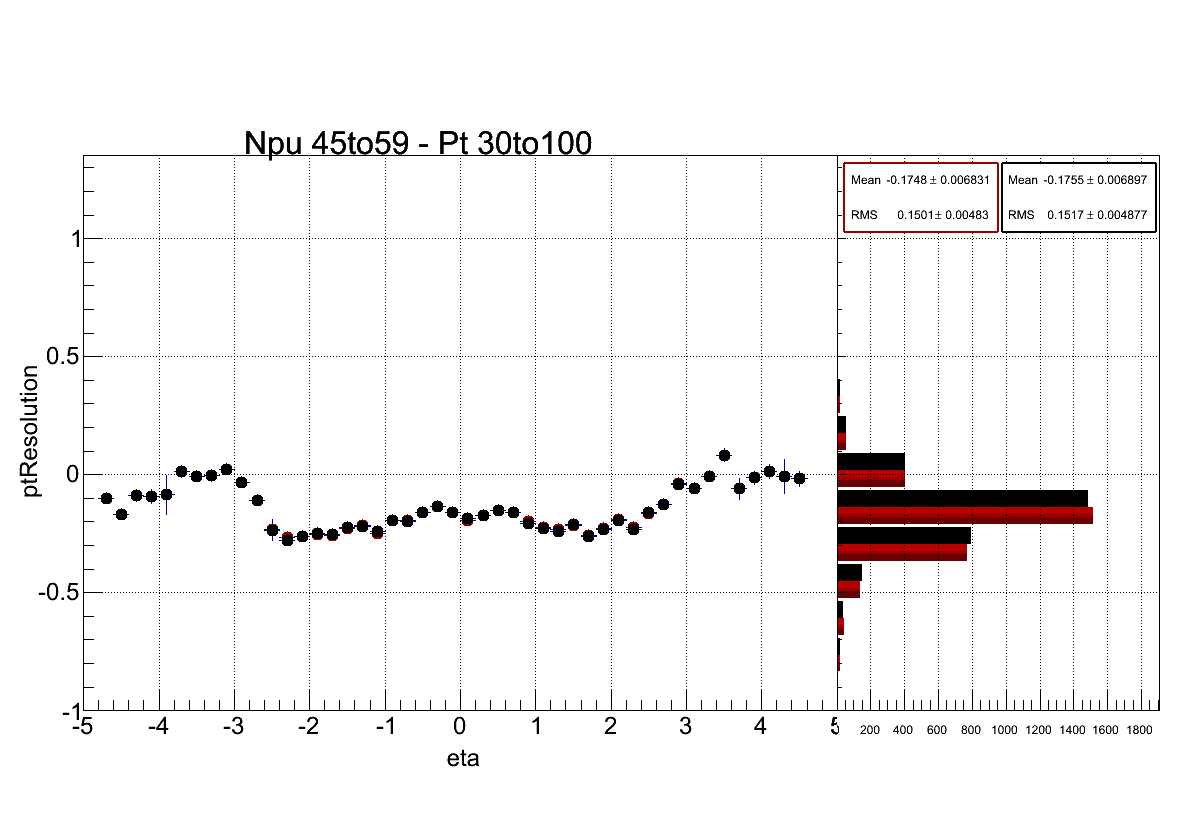 Npu 45to59 - Pt 30to100
Mean -0.1748 ± 0.006831
RMS 0.1501± 0.00483
Mean -0.1755 ± 0.006897
RMS 0.1517 ± 0.004877
ptResolution
1
0.5
0
-0.5
-1
-5 -4 -3 -2 -1 0 1 2 3 4 5
200 400 600 800 1000 1200 1400 1600 1800
eta